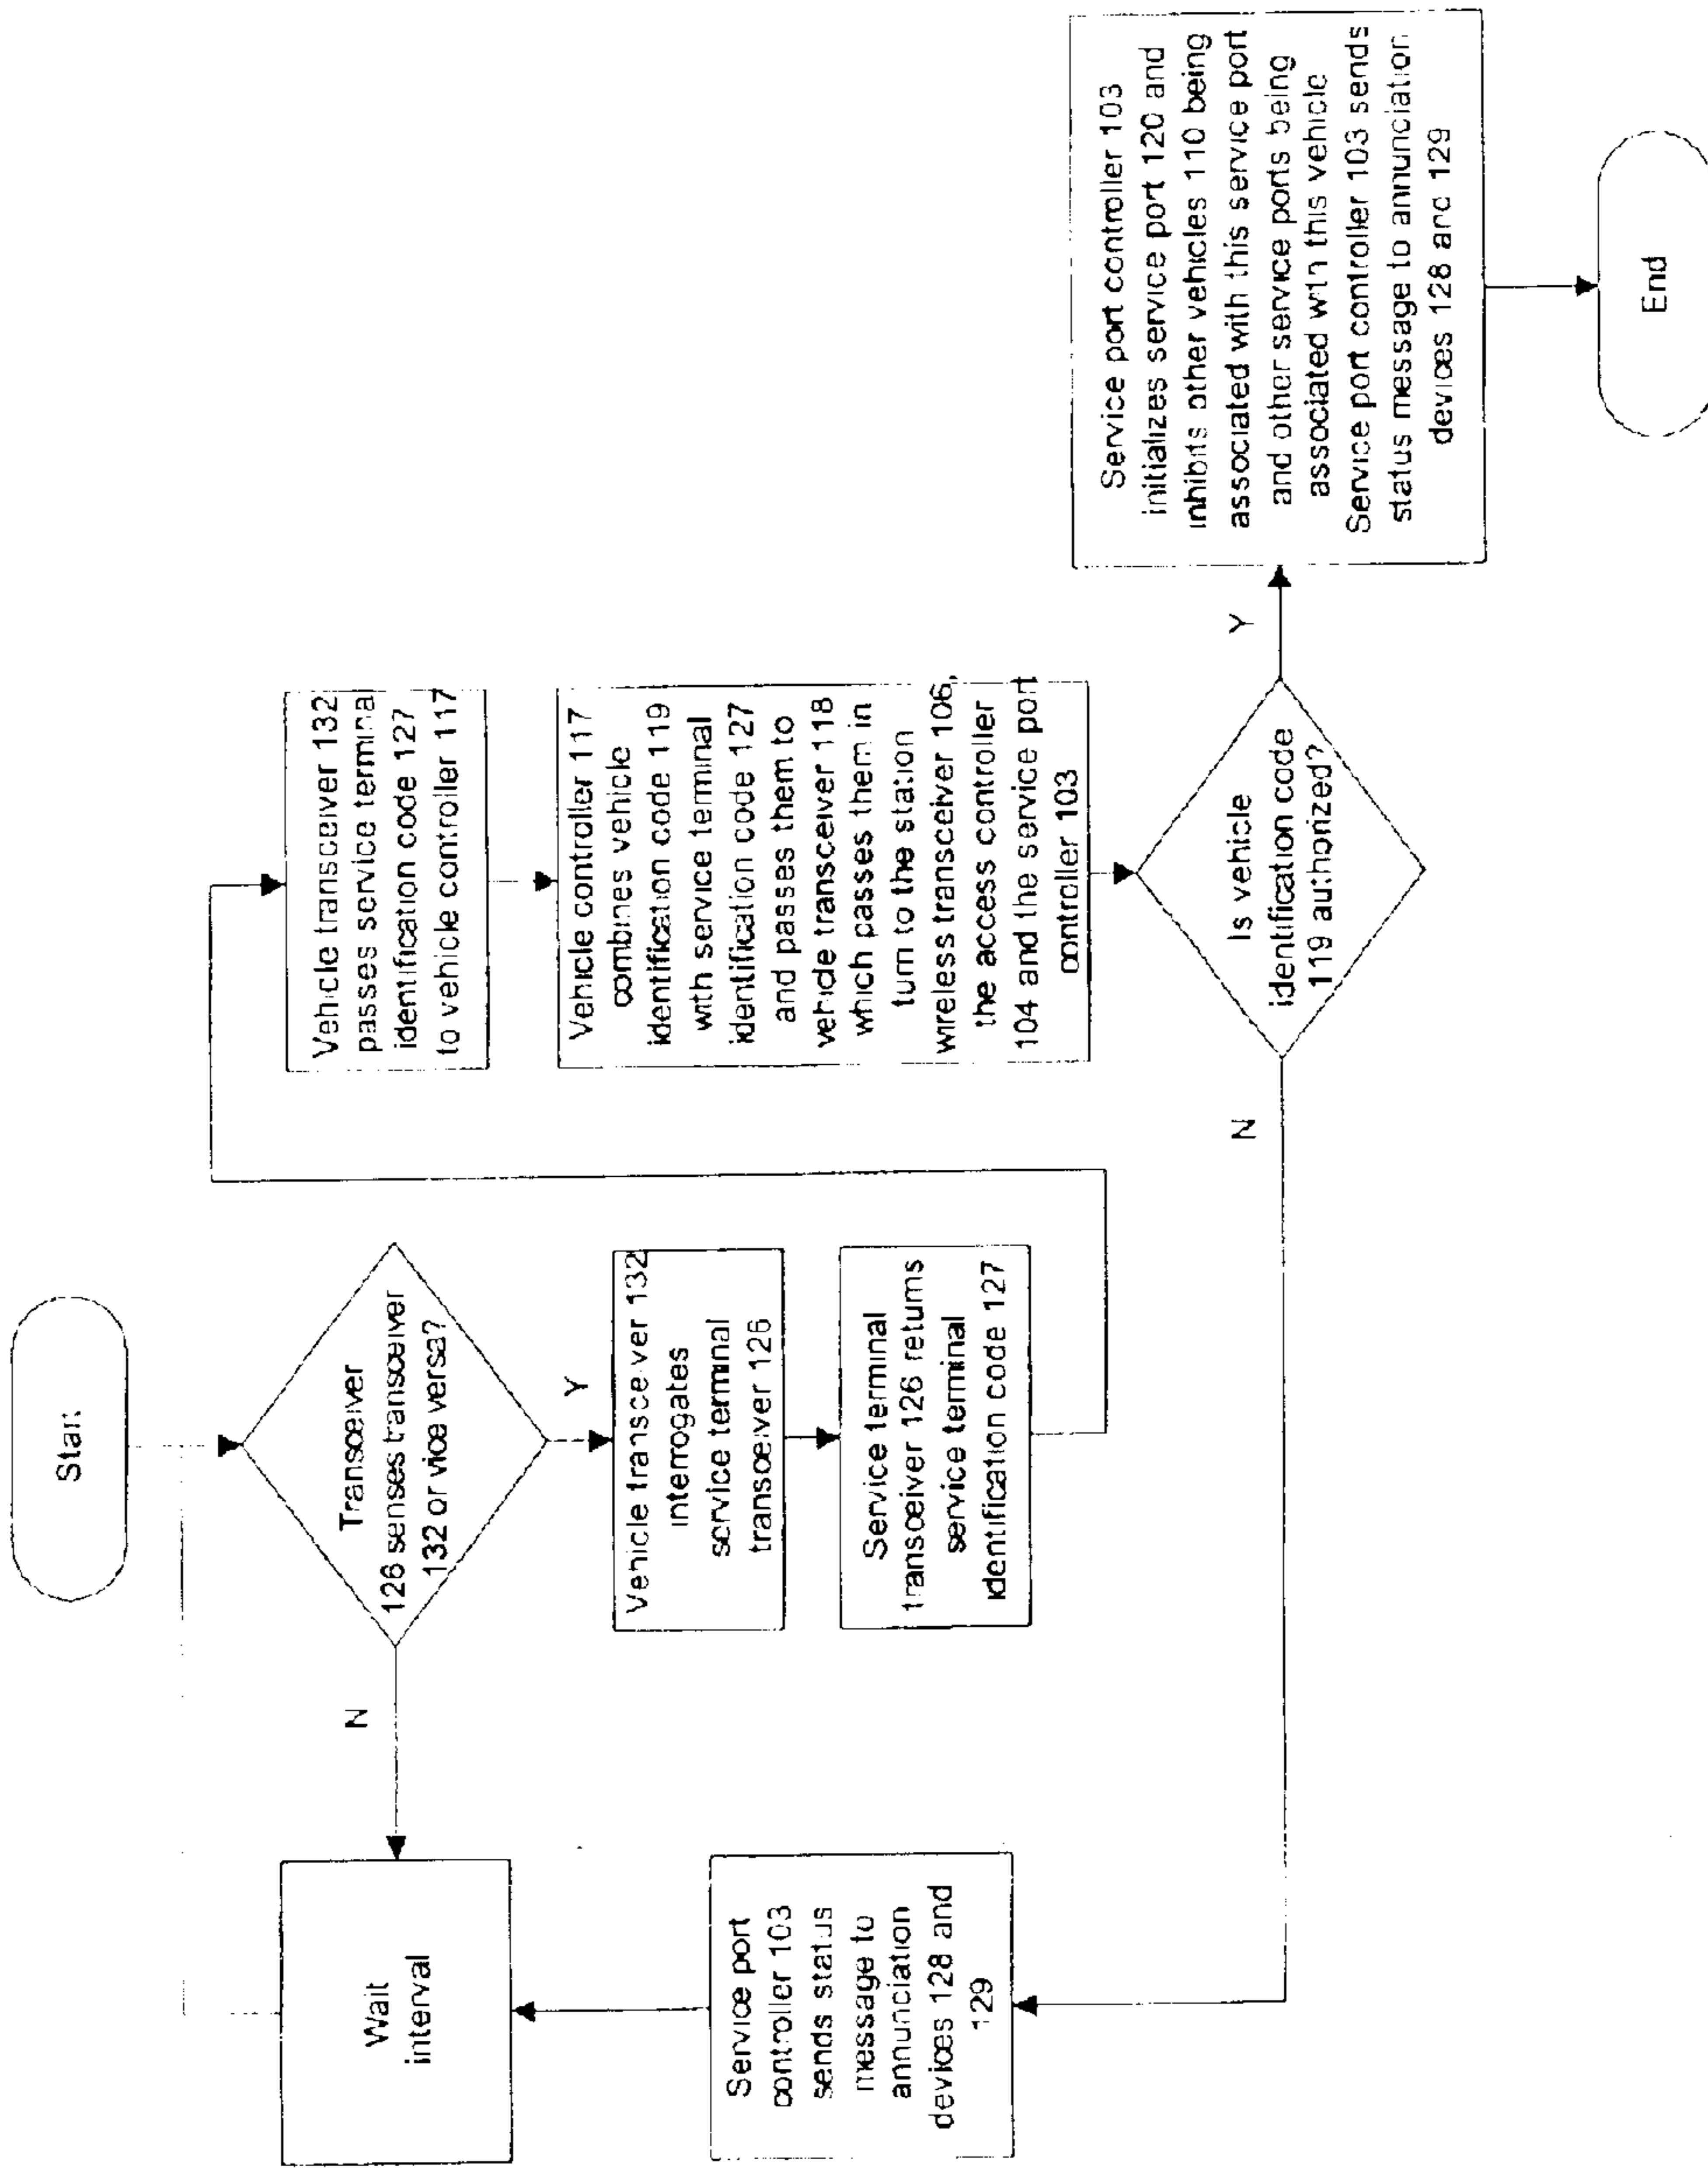 Start
Transceiver
126 senses transceiver
132 or vice versa?
N
Y
Wait
interval
Vehicle transceiver 132
interrogates
service terminal
transceiver 126
Service terminal
transceiver 126 returns
service terminal
identification code 127
Vehicle transceiver 132
passes service terminal
identification code 127
to vehicle controller 117
Vehicle controller 117
combines vehicle
identification code 119
with service terminal
identification code 127
and passes them to
vehicle transceiver 118
which passes them in
turn to the station
wireless transceiver 106,
the access controller
104 and the service port
controller 103
Is vehicle
identification code
119 authorized?
N
Y
Service port
controller 103
sends status
message to
annunciation
devices 128 and
129
Service port controller 103
initializes service port 120 and
inhibits other vehicles 110 being
associated with this service port
and other service ports being
associated with this vehicle
Service port controller 103 sends
status message to annunciation
devices 128 and 129
End